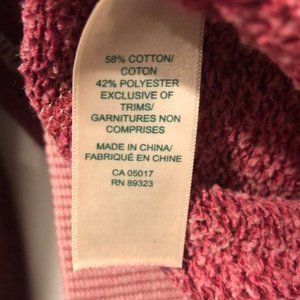 58% COTTON/
COTON
42% POLYESTER
EXCLUSIVE OF
TRIMS/
GARNITURES NON
COMPRISES
MADE IN CHINA/
FABRIQUÉ EN CHINE
CA 05017
RN 89323